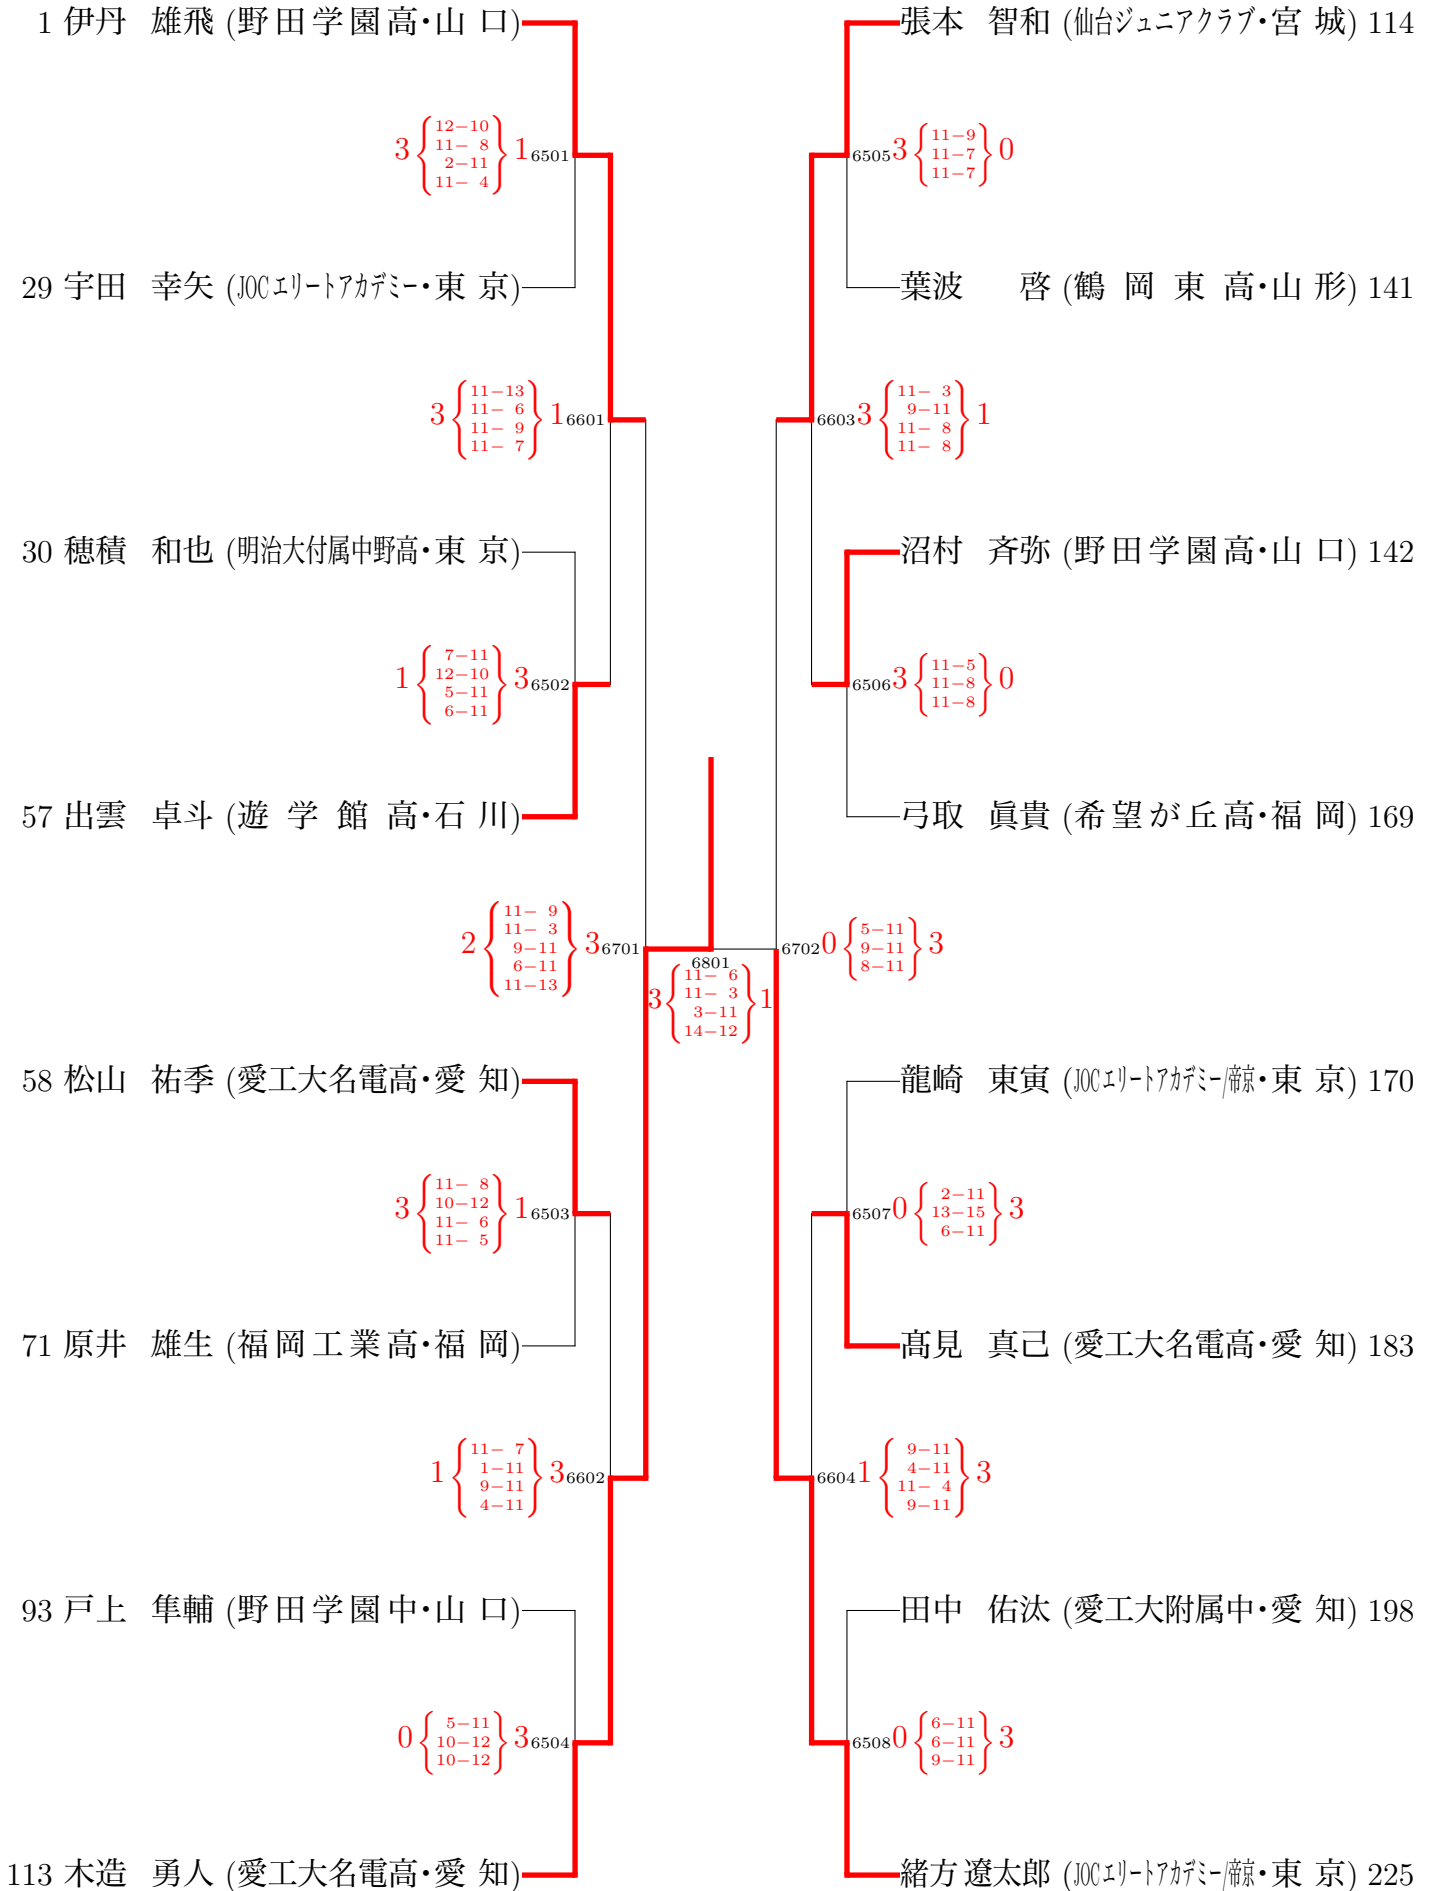 1 伊丹 雄飛 (野田学園高・山 口)
張本 智和 (仙台ジュニアクラブ・宮 城) 114
3 12−10 11− 8 2−11 11− 4 1 6501
6505 3 11−9 11−7 11−7 0
29 宇田 幸矢 (JOCエリートアカデミー・東 京)
葉波 啓 (鶴 岡 東 高・山 形) 141
3 11−13 11− 6 11− 9 11− 7 1 6601
6603 3 11− 3 9−11 11− 8 11− 8 1
30 穂積 和也 (明治大付属中野高・東 京)
沼村 斉弥 (野田学園高・山 口) 142
1 7−11 12−10 5−11 6−11 3 6502
6506 3 11−5 11−8 11−8 0
57 出雲 卓斗 (遊 学 館 高・石 川)
弓取 眞貴 (希望が丘高・福 岡) 169
2 11− 9 11− 3 9−11 6−11 11−13 3 6701
6702 0 5−11 9−11 8−11 3
6801
3 11− 6 11− 3 3−11 14−12 1
58 松山 祐季 (愛工大名電高・愛 知)
龍崎 東寅 (JOCエリートアカデミー/帝京・東 京) 170
3 11− 8 10−12 11− 6 11− 5 1 6503
6507 0 2−11 13−15 6−11 3
71 原井 雄生 (福岡工業高・福 岡)
髙見 真己 (愛工大名電高・愛 知) 183
1 11− 7 1−11 9−11 4−11 3 6602
6604 1 9−11 4−11 11− 4 9−11 3
93 戸上 隼輔 (野田学園中・山 口)
田中 佑汰 (愛工大附属中・愛 知) 198
0 5−11 10−12 10−12 3 6504
6508 0 6−11 6−11 9−11 3
113 木造 勇人 (愛工大名電高・愛 知)
緒方 遼太郎 (JOCエリートアカデミー/帝京・東 京) 225